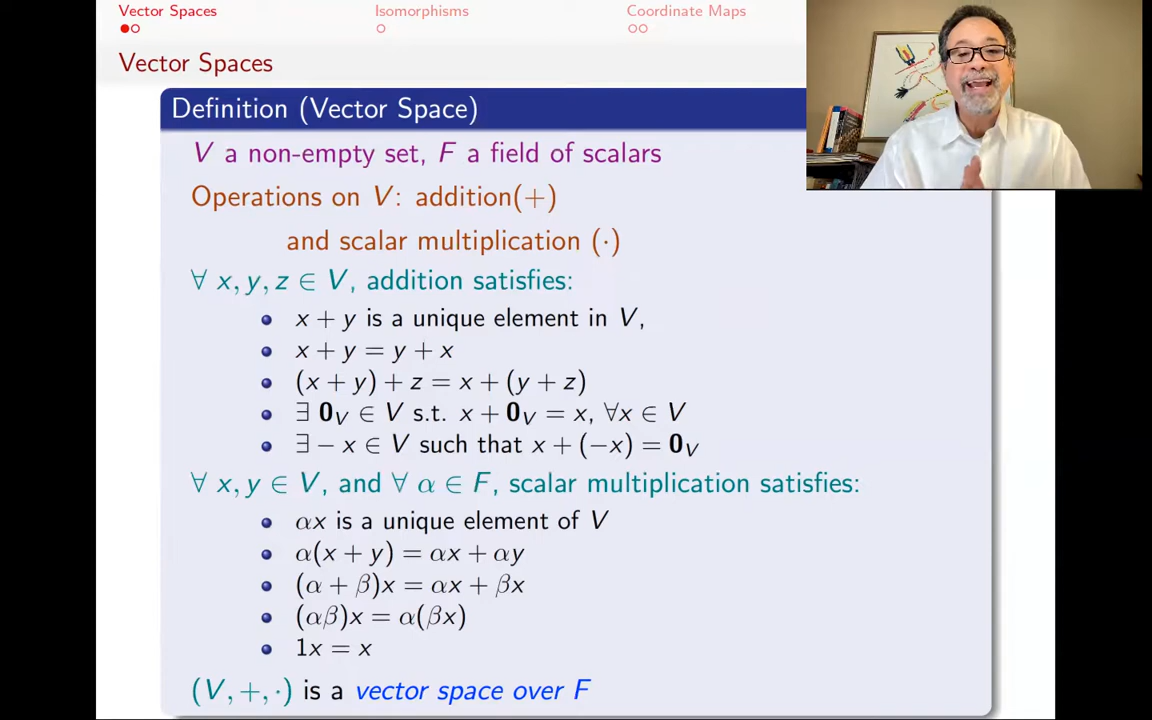 Vector Spaces Isomorphisms Coordinate Maps
Vector Spaces
Definition (Vector Space)
V a non-empty set, F a field of scalars
Operations on V: addition(+)
and scalar multiplication (·)
∀ x, y, z ∈ V, addition satisfies:
x + y is a unique element in V,
x + y = y + x
(x + y) + z = x + (y + z)
∃ 0_V ∈ V s.t. x + 0_V = x, ∀x ∈ V
∃ − x ∈ V such that x + (−x) = 0_V
∀ x, y ∈ V, and ∀ α ∈ F, scalar multiplication satisfies:
αx is a unique element of V
α(x + y) = αx + αy
(α + β)x = αx + βx
(αβ)x = α(βx)
1x = x
(V, +, ·) is a vector space over F